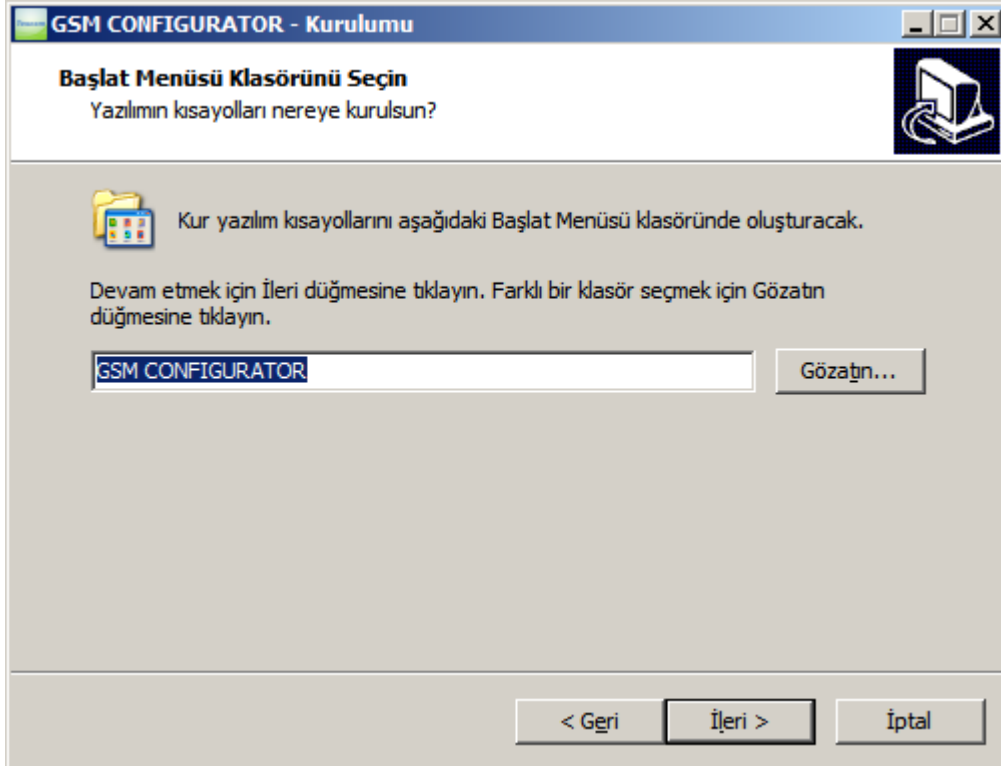 GSM CONFIGURATOR - Kurulumu
Başlat Menüsü Klasörünü Seçin
Yazılımın kısayolları nereye kurulsun?
Kur yazılım kısayollarını aşağıdaki Başlat Menüsü klasöründe oluşturacak.
Devam etmek için İleri düğmesine tıklayın. Farklı bir klasör seçmek için Gözatın
düğmesine tıklayın.
GSM CONFIGURATOR
Gözatın...
< Geri
İleri >
İptal